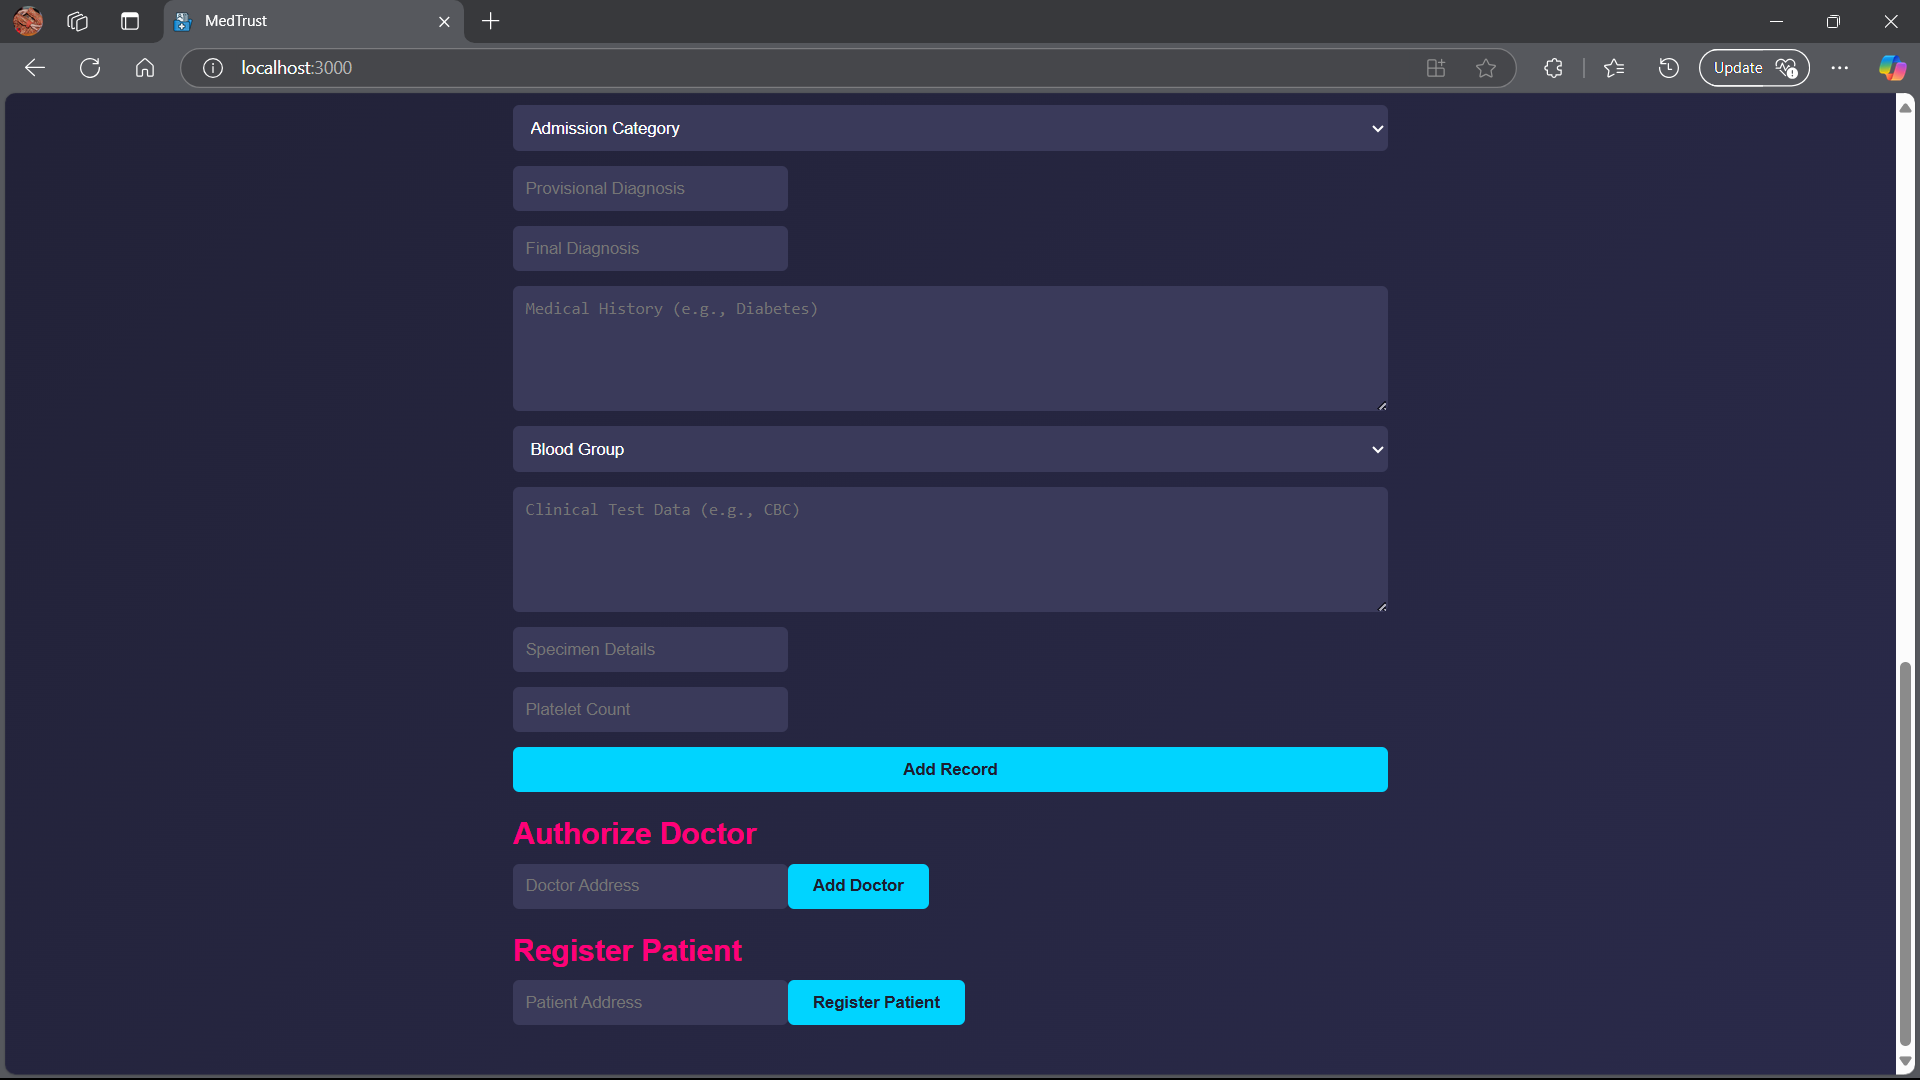 MedTrust
localhost:3000
Update
Admission Category
Provisional Diagnosis
Final Diagnosis
Medical History (e.g., Diabetes)
Blood Group
Clinical Test Data (e.g., CBC)
Specimen Details
Platelet Count
Add Record
Authorize Doctor
Doctor Address Add Doctor
Register Patient
Patient Address Register Patient